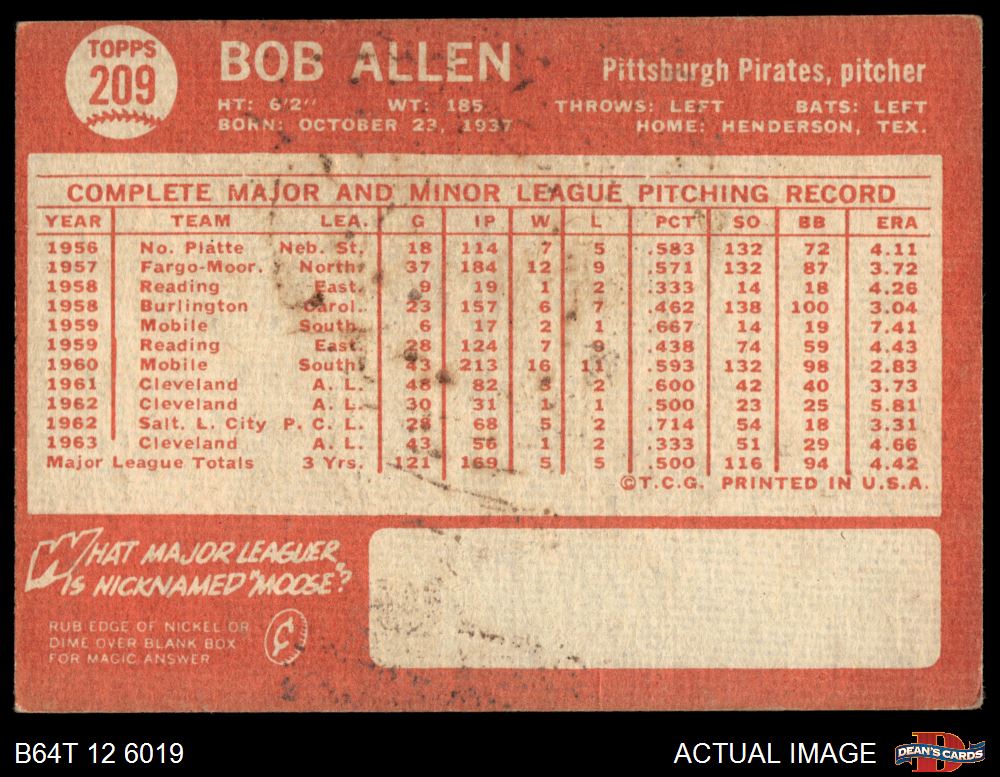 TOPPS
209
BOB ALLEN
Pittsburgh Pirates, pitcher
HT: 6'2" WT: 185 THROWS: LEFT BATS: LEFT
BORN: OCTOBER 23, 1937 HOME: HENDERSON, TEX.
COMPLETE MAJOR AND MINOR LEAGUE PITCHING RECORD
YEAR TEAM LEA. G IP W L PCT SO BB ERA
1956 No. Platte Neb. St. 18 114 7 5 .583 132 72 4.11
1957 Fargo-Moor. North. 37 184 12 9 .571 132 87 3.72
1958 Reading East. 9 19 1 2 .333 14 18 4.26
1958 Burlington Carol. 23 157 6 7 .462 138 100 3.04
1959 Mobile South. 6 17 2 1 .667 14 19 7.41
1959 Reading East. 28 124 7 9 .438 74 59 4.43
1960 Mobile South. 43 213 16 11 .593 132 98 2.83
1961 Cleveland A. L. 48 82 3 2 .600 42 40 3.73
1962 Cleveland A. L. 30 31 1 1 .500 23 25 5.81
1962 Salt. L. City P. C. L. 28 68 5 2 .714 54 18 3.31
1963 Cleveland A. L. 43 56 1 2 .333 51 29 4.66
Major League Totals 3 Yrs. 121 169 5 5 .500 116 94 4.42
©T.C.G. PRINTED IN U.S.A.
WHAT MAJOR LEAGUER
IS NICKNAMED "MOOSE"?
RUB EDGE OF NICKEL OR
DIME OVER BLANK BOX
FOR MAGIC ANSWER
¢
B64T 12 6019
ACTUAL IMAGE
DEAN'S CARDS